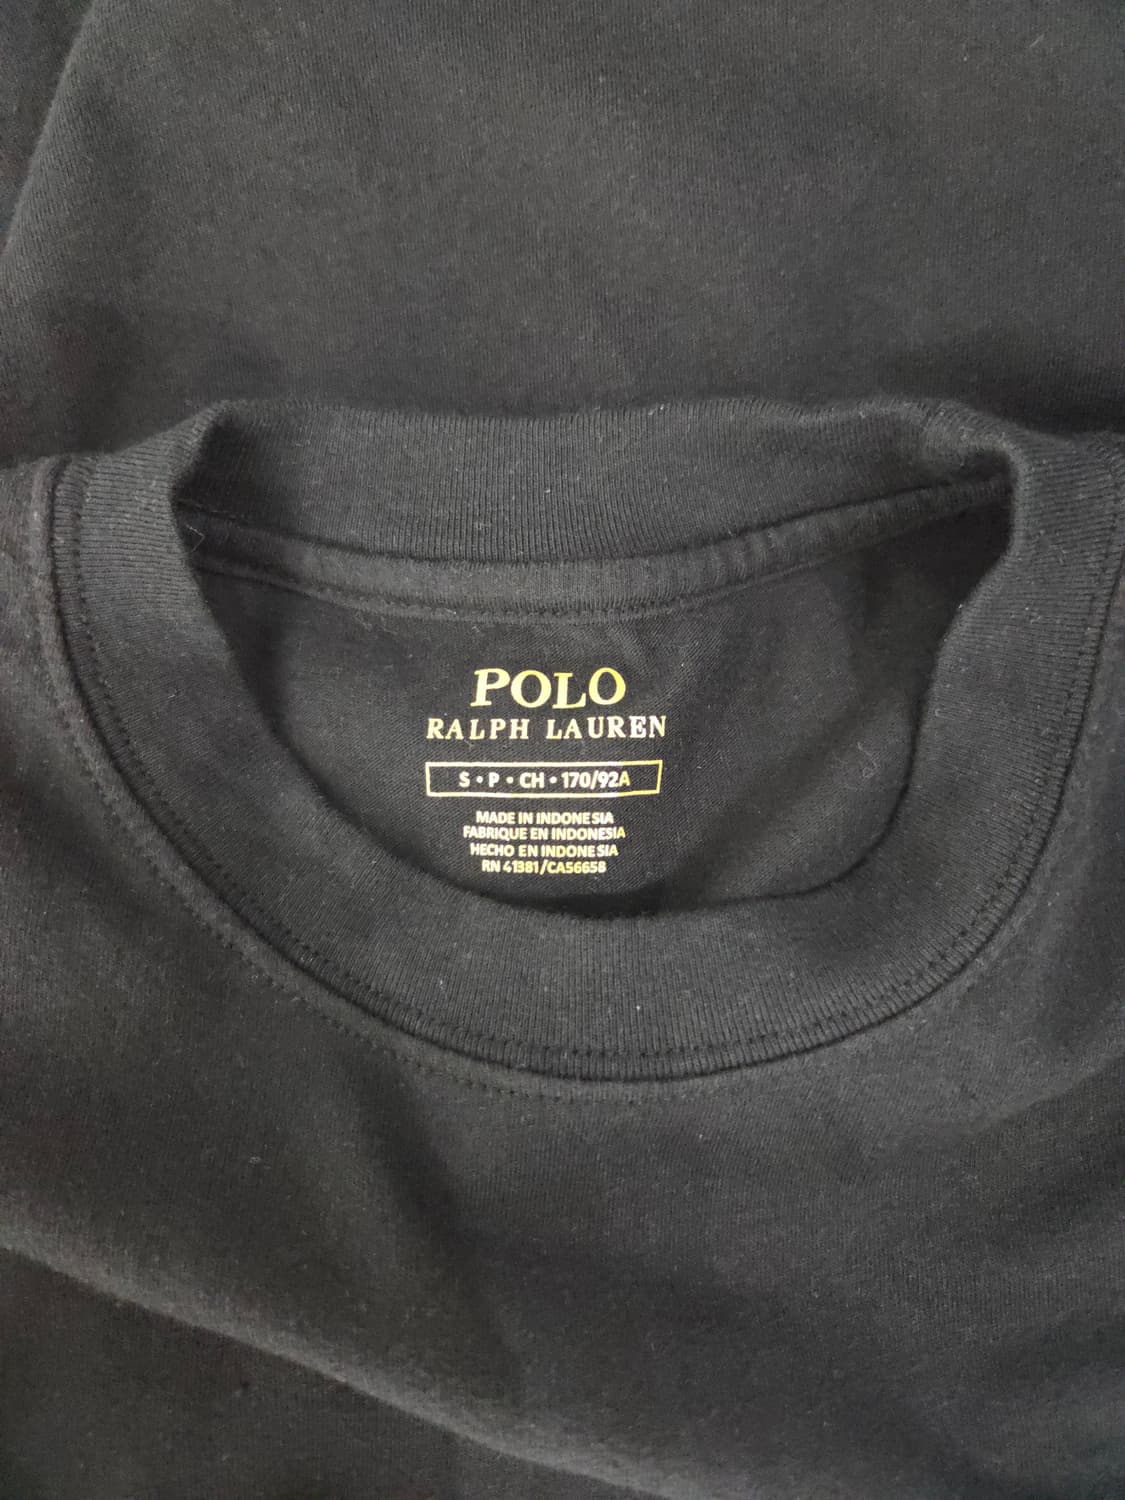 POLO
RALPH LAUREN
S • P • CH • 170/92A
MADE IN INDONESIA
FABRIQUE EN INDONESIA
HECHO EN INDONESIA
RN 41381/CA56658